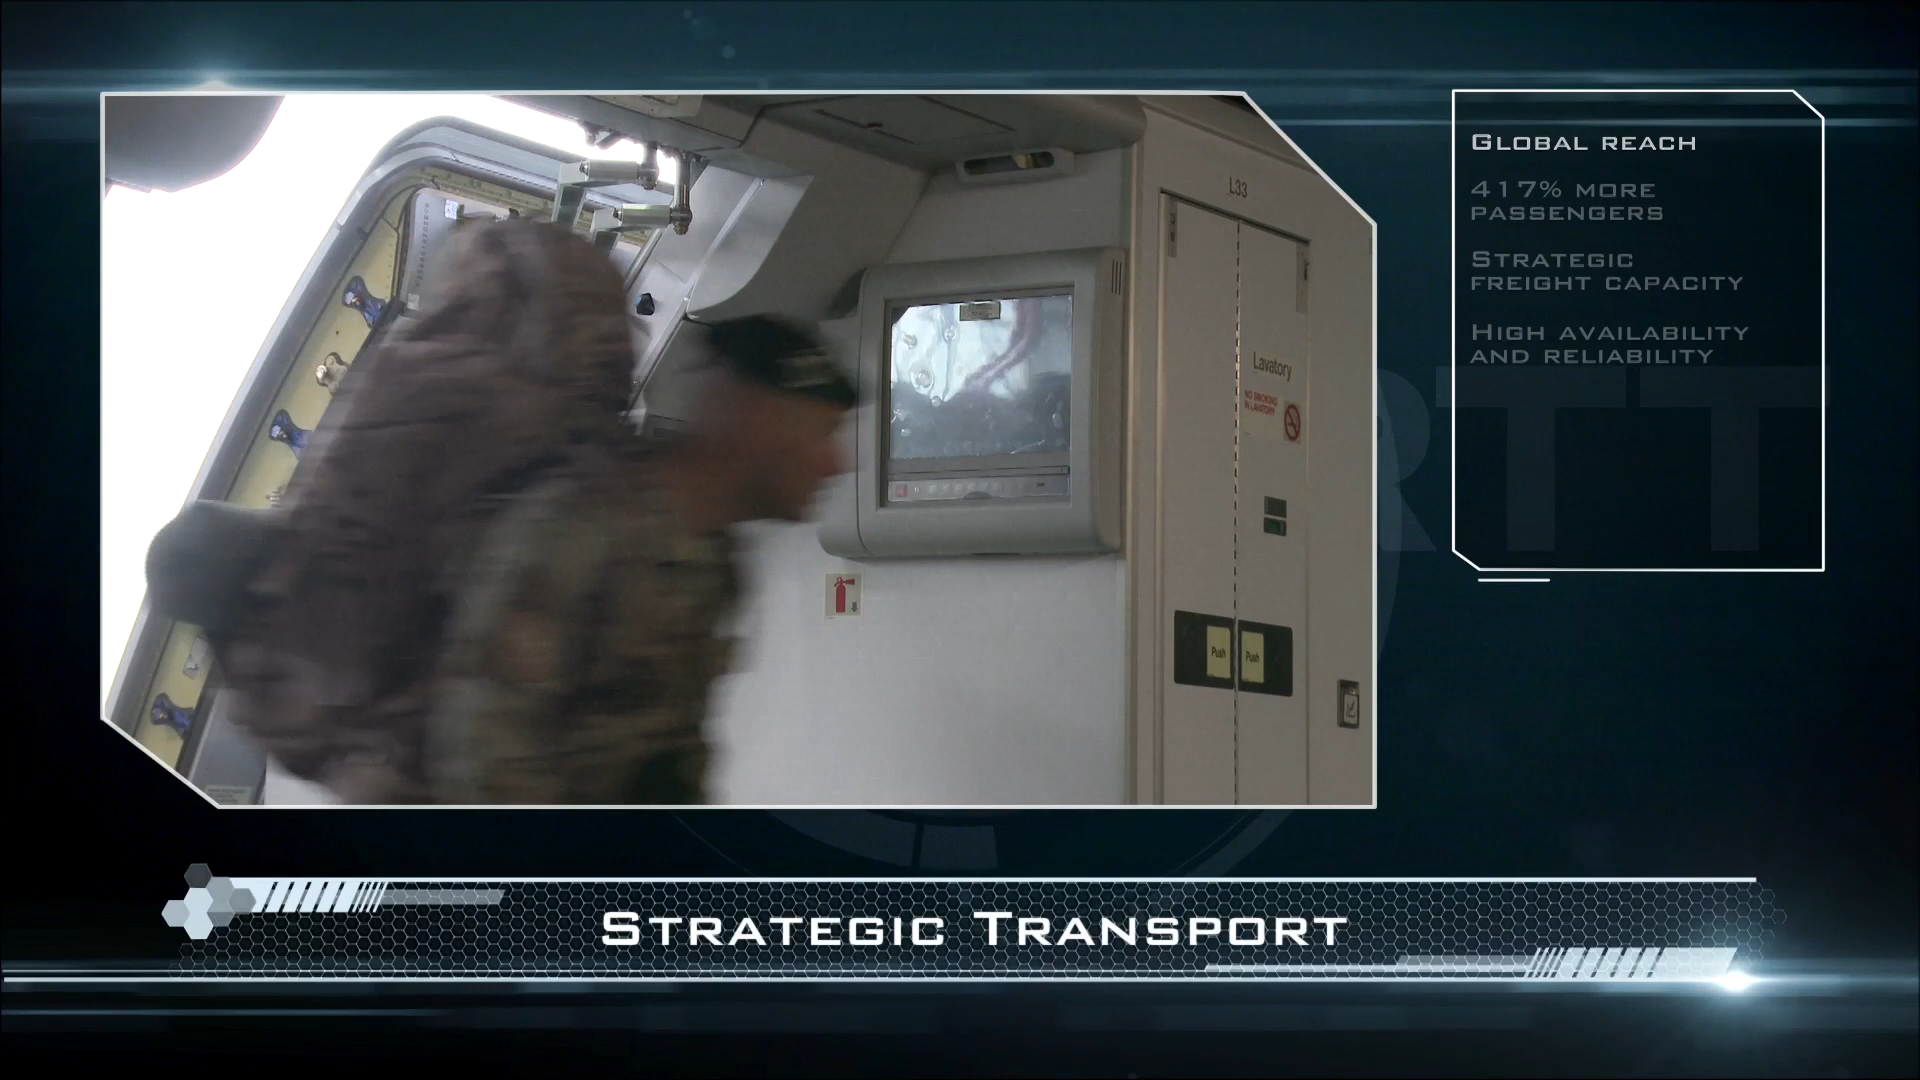 GLOBAL REACH
417% MORE
PASSENGERS
STRATEGIC
FREIGHT CAPACITY
HIGH AVAILABILITY
AND RELIABILITY
L33
Lavatory
NO SMOKING
IN LAVATORY
Push
Push
RTT
STRATEGIC TRANSPORT